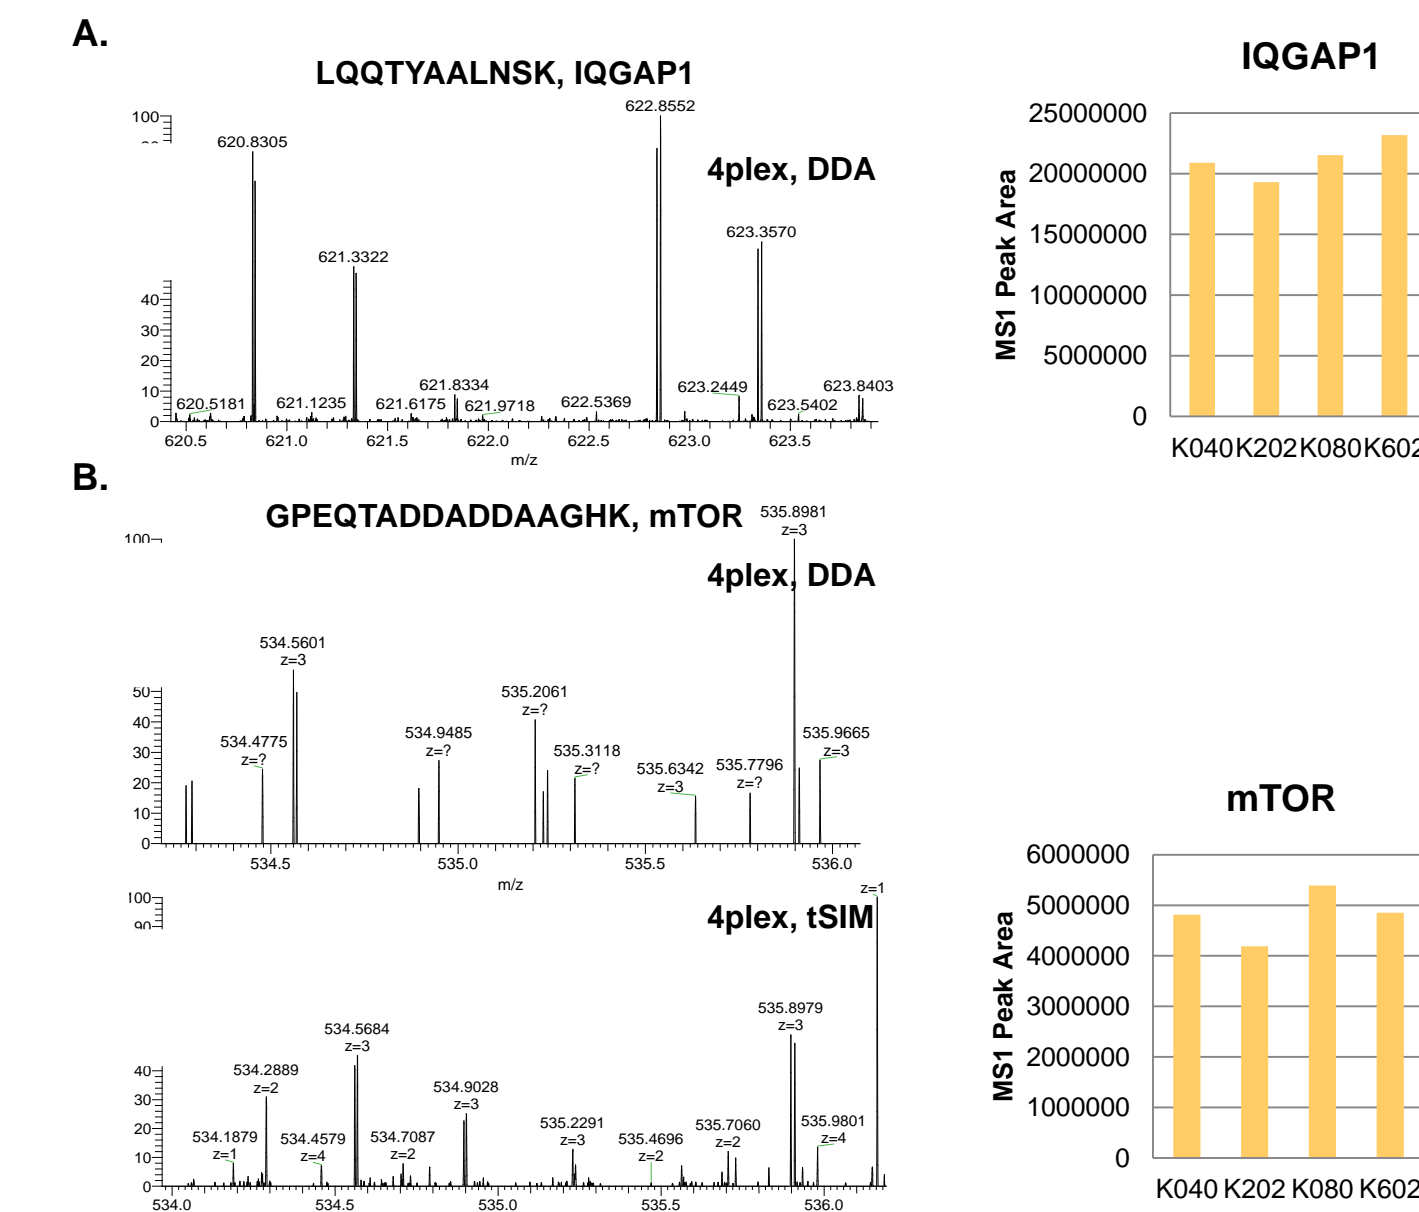 A.
LQQTYAALNSK, IQGAP1
4plex, DDA
100
620.8305
622.8552
621.3322
623.3570
40
30
20
10
0
620.5181
621.1235
621.6175
621.8334
621.9718
622.5369
623.2449
623.5402
623.8403
620.5 621.0 621.5 622.0 622.5 623.0 623.5
m/z
IQGAP1
MS1 Peak Area
25000000
20000000
15000000
10000000
5000000
0
K040 K202 K080 K602
B.
GPEQTADDADDAAGHK, mTOR
4plex, DDA
100
535.8981
z=3
534.5601
z=3
50
40
30
20
10
0
534.4775
z=?
534.9485
z=?
535.2061
z=?
535.3118
z=?
535.6342
z=3
535.7796
z=?
535.9665
z=3
534.5 535.0 535.5 536.0
m/z
4plex, tSIM
z=1
100
90
40
30
20
10
0
534.1879
z=1
534.2889
z=2
534.4579
z=4
534.5684
z=3
534.7087
z=2
534.9028
z=3
535.2291
z=3
535.4696
z=2
535.7060
z=2
535.8979
z=3
535.9801
z=4
534.0 534.5 535.0 535.5 536.0
mTOR
MS1 Peak Area
6000000
5000000
4000000
3000000
2000000
1000000
0
K040 K202 K080 K602